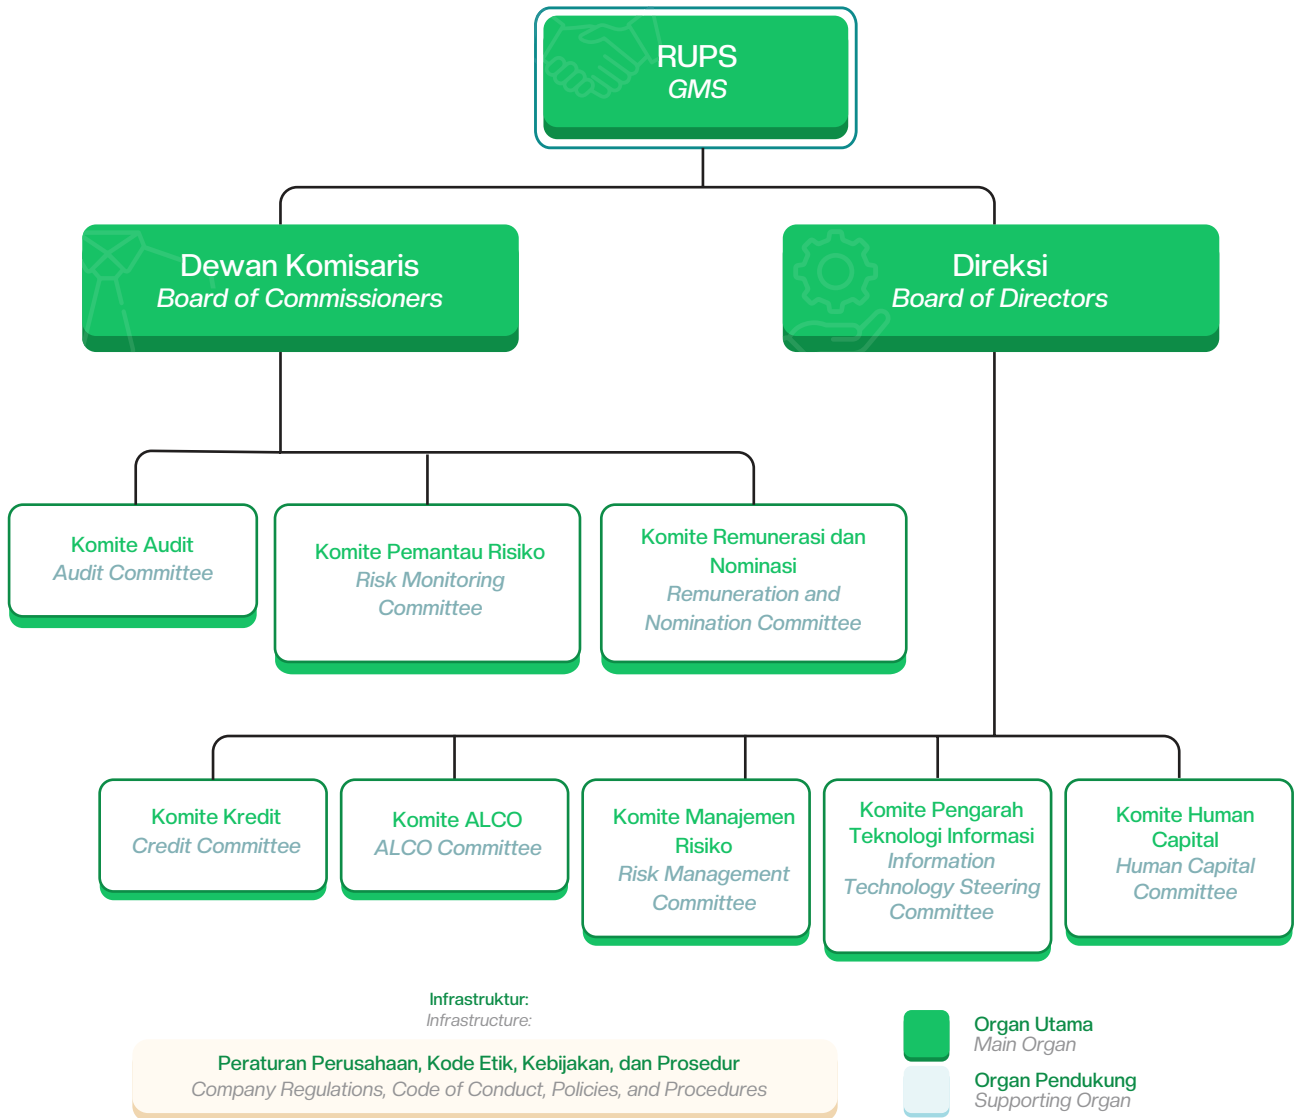 RUPS
GMS
Dewan Komisaris
Board of Commissioners
Direksi
Board of Directors
Komite Audit
Audit Committee
Komite Pemantau Risiko
Risk Monitoring
Committee
Komite Remunerasi dan
Nominasi
Remuneration and
Nomination Committee
Komite Kredit
Credit Committee
Komite ALCO
ALCO Committee
Komite Manajemen
Risiko
Risk Management
Committee
Komite Pengarah
Teknologi Informasi
Information
Technology Steering
Committee
Komite Human
Capital
Human Capital
Committee
Infrastruktur:
Infrastructure:
Peraturan Perusahaan, Kode Etik, Kebijakan, dan Prosedur
Company Regulations, Code of Conduct, Policies, and Procedures
Organ Utama
Main Organ
Organ Pendukung
Supporting Organ